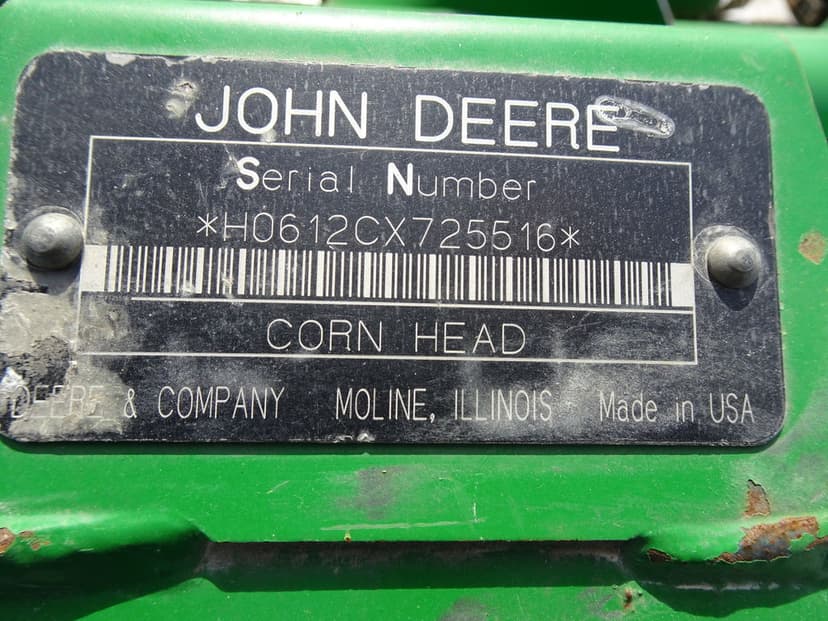 JOHN DEERE
Serial Number
*H0612CX725516*
CORN HEAD
DEERE & COMPANY MOLINE, ILLINOIS Made in USA